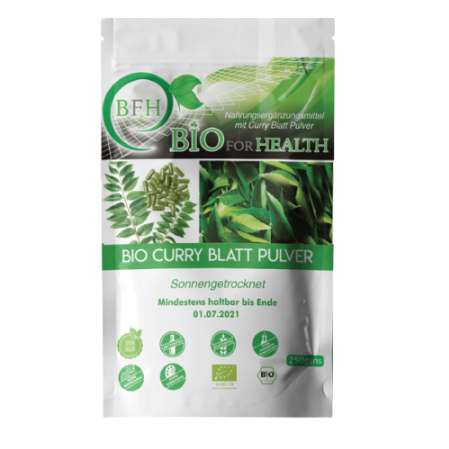 BFH
Nahrungsergänzungsmittel
mit Curry Blatt Pulver
BIO FOR HEALTH
BIO CURRY BLATT PULVER
Sonnengetrocknet
Mindestens haltbar bis Ende
01.07.2021
250gms
BIO